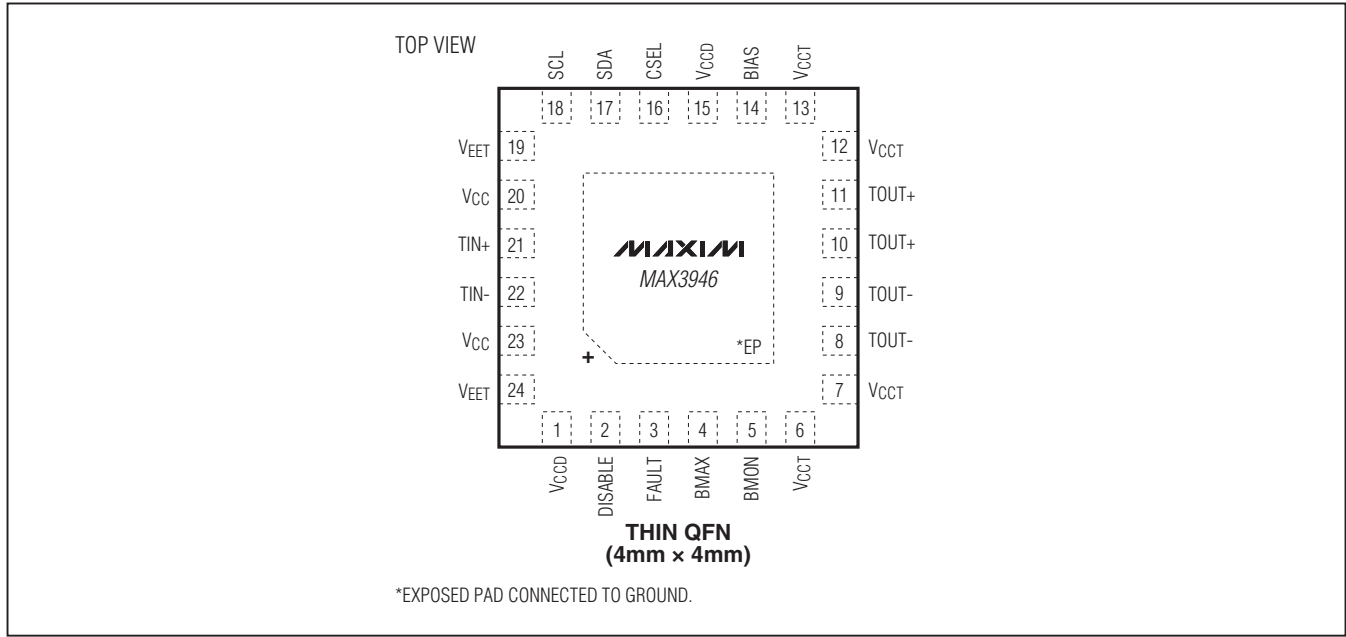 TOP VIEW
SCL SDA CSEL VCCD BIAS VCCT
18 17 16 15 14 13
VEET 19 12 VCCT
VCC 20 11 TOUT+
TIN+ 21 10 TOUT+
MAXIM
MAX3946
TIN- 22 9 TOUT-
VCC 23 8 TOUT-
*EP
+
VEET 24 7 VCCT
1 2 3 4 5 6
VCCD DISABLE FAULT BMAX BMON VCCT
THIN QFN
(4mm × 4mm)
*EXPOSED PAD CONNECTED TO GROUND.